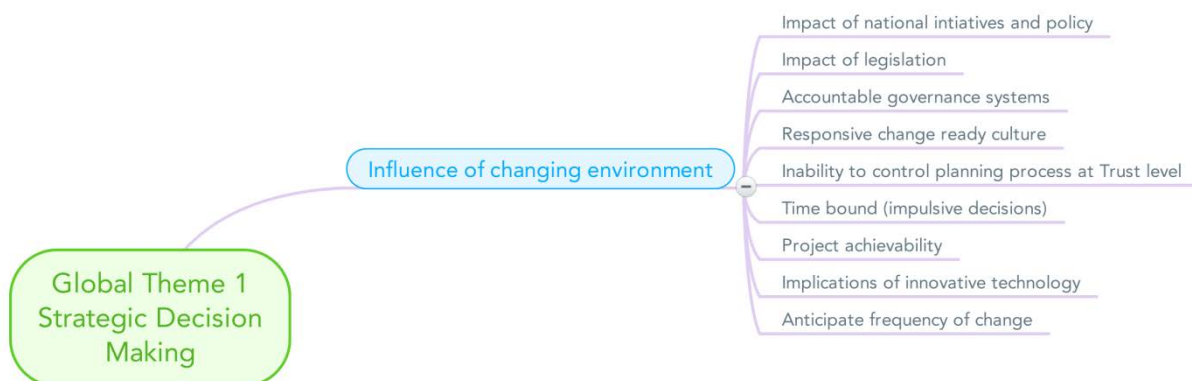 Impact of national intiatives and policy
Impact of legislation
Accountable governance systems
Responsive change ready culture
Influence of changing environment
Inability to control planning process at Trust level
Time bound (impulsive decisions)
Project achievability
Implications of innovative technology
Anticipate frequency of change
Global Theme 1
Strategic Decision
Making